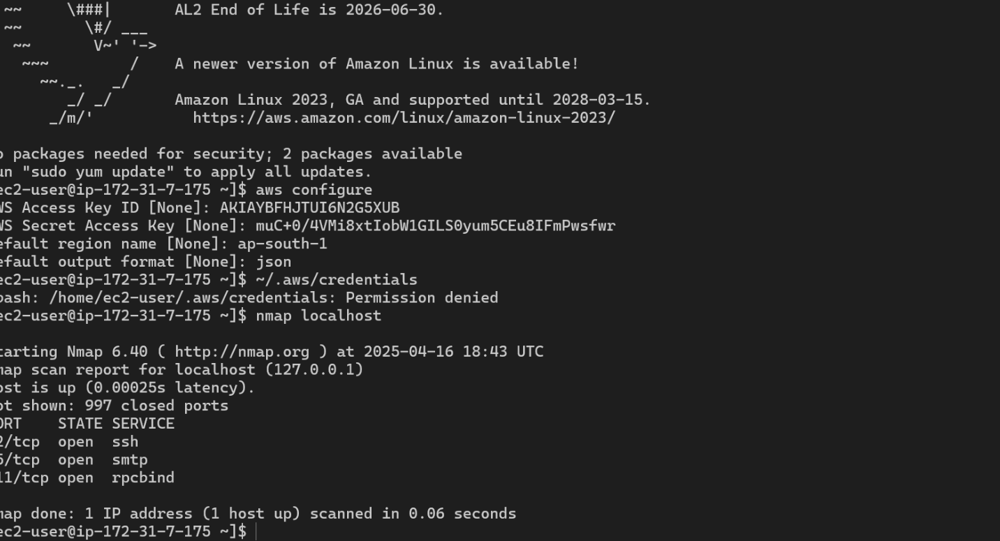 ~~ \###| AL2 End of Life is 2026-06-30.
~~ \#/ ___
~~ V~' '->
~~~ / A newer version of Amazon Linux is available!
~~._. _/
_/ _/ Amazon Linux 2023, GA and supported until 2028-03-15.
_/m/' https://aws.amazon.com/linux/amazon-linux-2023/
o packages needed for security; 2 packages available
un "sudo yum update" to apply all updates.
ec2-user@ip-172-31-7-175 ~]$ aws configure
WS Access Key ID [None]: AKIAYBFHJTUI6N2G5XUB
WS Secret Access Key [None]: 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
efault region name [None]: ap-south-1
efault output format [None]: json
ec2-user@ip-172-31-7-175 ~]$ ~/.aws/credentials
bash: /home/ec2-user/.aws/credentials: Permission denied
ec2-user@ip-172-31-7-175 ~]$ nmap localhost
tarting Nmap 6.40 ( http://nmap.org ) at 2025-04-16 18:43 UTC
map scan report for localhost (127.0.0.1)
ost is up (0.00025s latency).
ot shown: 997 closed ports
ORT STATE SERVICE
2/tcp open ssh
5/tcp open smtp
11/tcp open rpcbind
map done: 1 IP address (1 host up) scanned in 0.06 seconds
ec2-user@ip-172-31-7-175 ~]$